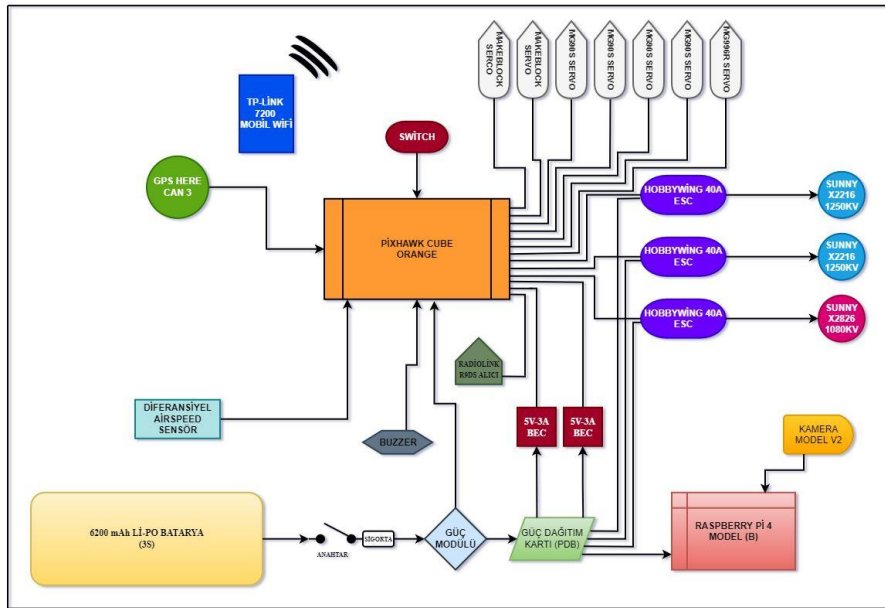 MAKEBLOCK
SERCO
MAKEBLOCK
SERVO
MG90S SERVO
MG90S SERVO
MG90S SERVO
MG90S SERVO
MG996R SERVO
TP-LİNK
7200
MOBİL WİFİ
SWİTCH
GPS HERE
CAN 3
PİXHAWK CUBE
ORANGE
HOBBYWİNG 40A
ESC
SUNNY
X2216
1250KV
HOBBYWİNG 40A
ESC
SUNNY
X2216
1250KV
HOBBYWİNG 40A
ESC
SUNNY
X2826
1080KV
RADIOLINK
R9DS ALICI
DİFERANSİYEL
AIRSPEED
SENSÖR
BUZZER
5V-3A
BEC
5V-3A
BEC
KAMERA
MODEL V2
6200 mAh Lİ-PO BATARYA
(3S)
ANAHTAR
SİGORTA
GÜÇ
MODÜLÜ
GÜÇ DAĞITIM
KARTI (PDB)
RASPBERRY Pİ 4
MODEL (B)